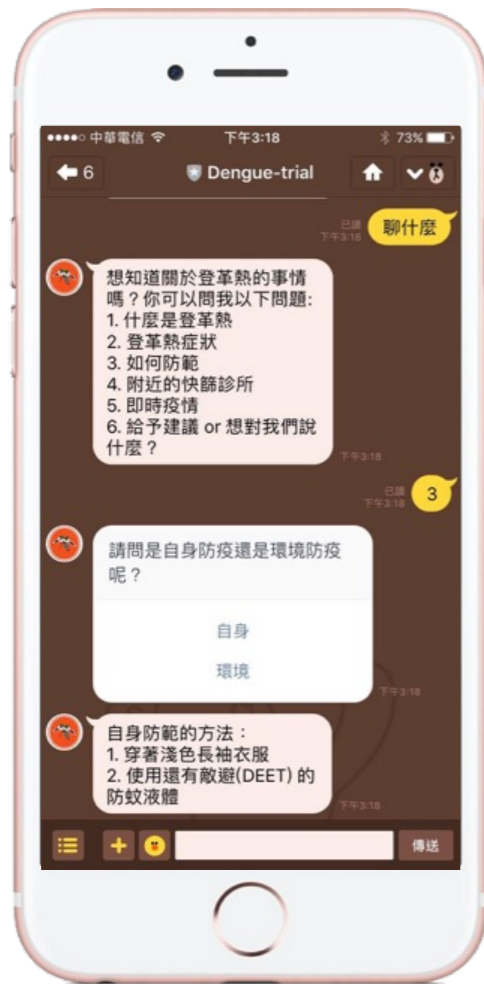 中華電信 下午3:18 73%
6 Dengue-trial
已讀
下午3:18
聊什麼
想知道關於登革熱的事情
嗎？你可以問我以下問題:
1. 什麼是登革熱
2. 登革熱症狀
3. 如何防範
4. 附近的快篩診所
5. 即時疫情
6. 給予建議 or 想對我們說
什麼？
下午3:18
已讀
下午3:18
3
請問是自身防疫還是環境防疫
呢？
自身
環境
下午3:18
自身防範的方法：
1. 穿著淺色長袖衣服
2. 使用還有敵避(DEET) 的
防蚊液體
下午3:18
傳送